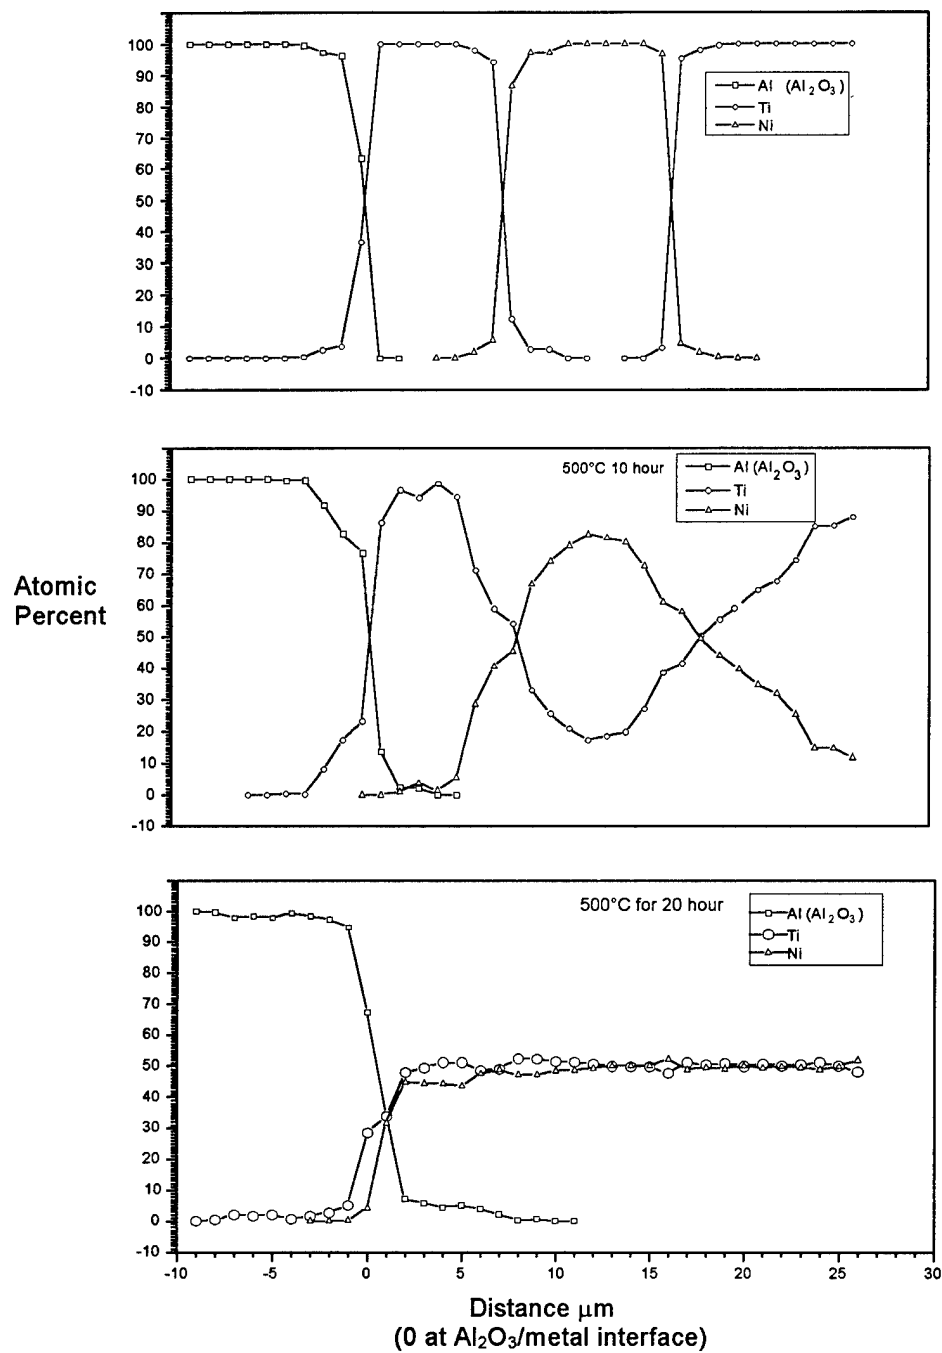 100
90
80
70
60
50
40
30
20
10
0
-10
Al (Al₂O₃)
Ti
Ni
100
90
80
70
60
50
40
30
20
10
0
-10
500°C 10 hour
Al (Al₂O₃)
Ti
Ni
Atomic
Percent
100
90
80
70
60
50
40
30
20
10
0
-10
500°C for 20 hour
Al (Al₂O₃)
Ti
Ni
-10 -5 0 5 10 15 20 25 30
Distance μm
(0 at Al₂O₃/metal interface)